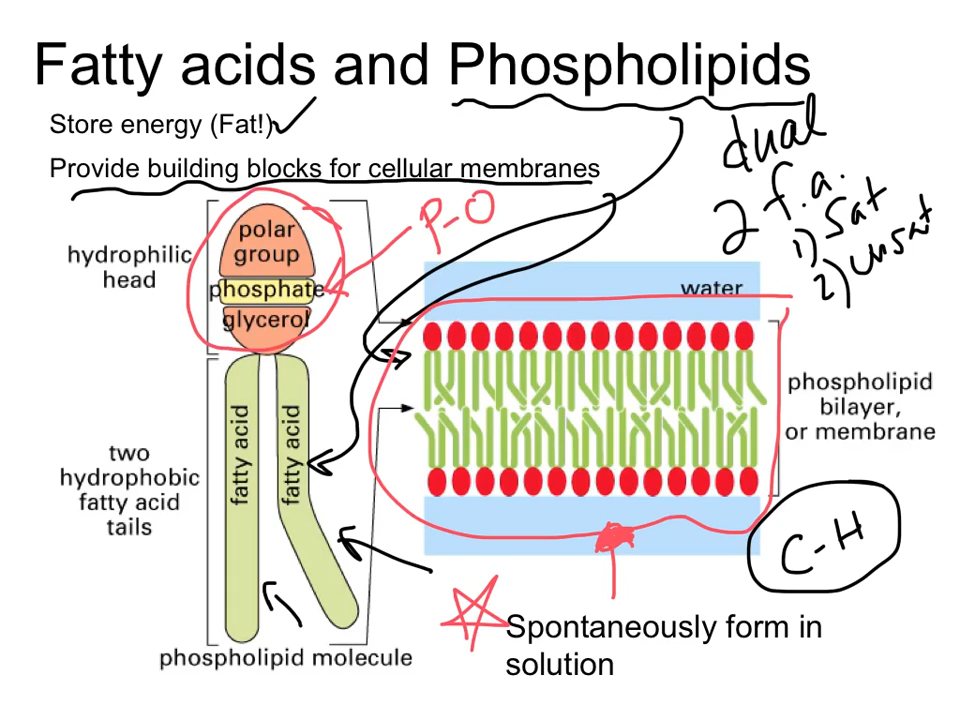 Fatty acids and Phospholipids
Store energy (Fat!)
Provide building blocks for cellular membranes
dual
2 f.a.
1) Sat
2) unsat
P-O
polar
group
phosphate
glycerol
hydrophilic
head
fatty acid
fatty acid
two
hydrophobic
fatty acid
tails
phospholipid molecule
water
phospholipid
bilayer,
or membrane
C-H
Spontaneously form in
solution